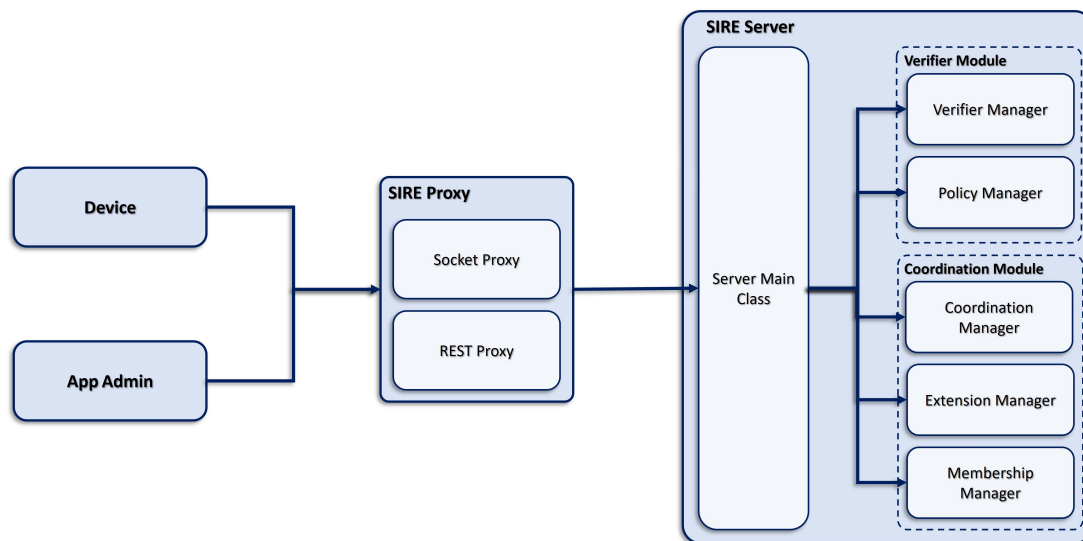 Device
App Admin
SIRE Proxy
Socket Proxy
REST Proxy
SIRE Server
Server Main
Class
Verifier Module
Verifier Manager
Policy Manager
Coordination Module
Coordination
Manager
Extension Manager
Membership
Manager